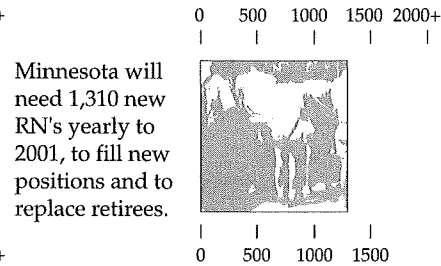 + 0 500 1000 1500 2000+
Minnesota will
need 1,310 new
RN's yearly to
2001, to fill new
positions and to
replace retirees.
+ 0 500 1000 1500